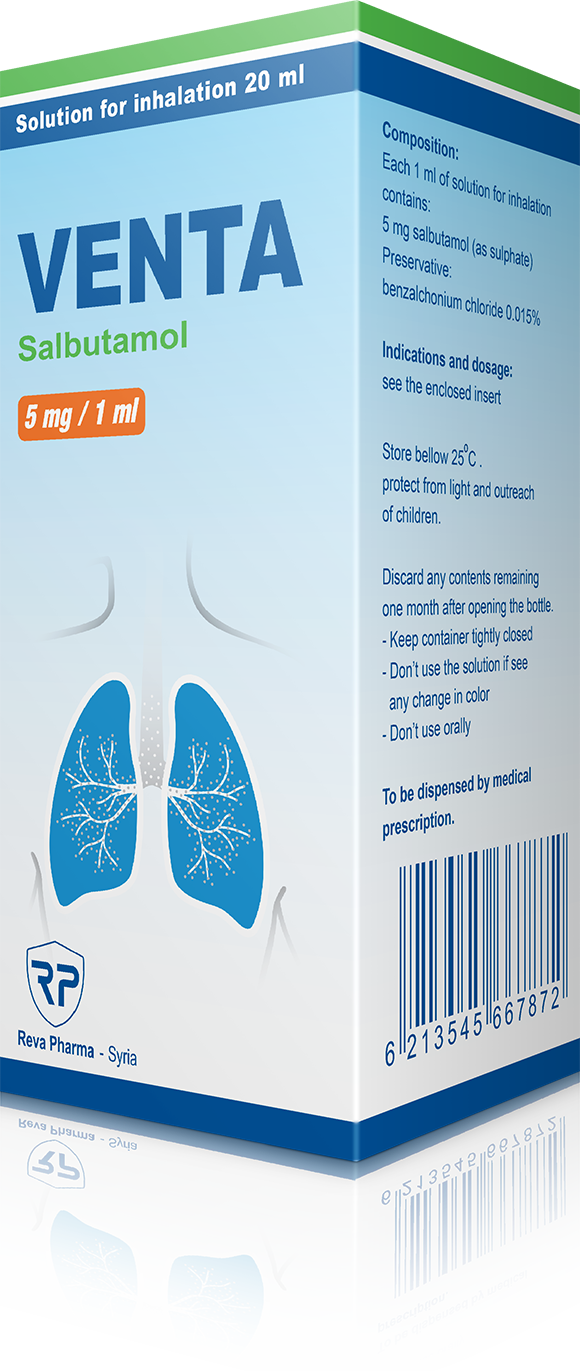 Solution for inhalation 20 ml
VENTA
Salbutamol
5 mg / 1 ml
RP
Reva Pharma - Syria
Composition:
Each 1 ml of solution for inhalation
contains:
5 mg salbutamol (as sulphate)
Preservative:
benzalchonium chloride 0.015%
Indications and dosage:
see the enclosed insert
Store bellow 25⁰C .
protect from light and outreach
of children.
Discard any contents remaining
one month after opening the bottle.
- Keep container tightly closed
- Don't use the solution if see
any change in color
- Don't use orally
To be dispensed by medical
prescription.
6 213545 667872